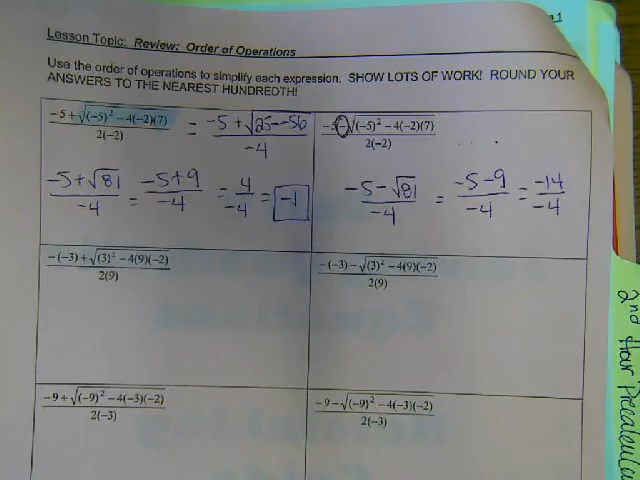 Lesson Topic: Review: Order of Operations
Use the order of operations to simplify each expression. SHOW LOTS OF WORK! ROUND YOUR
ANSWERS TO THE NEAREST HUNDREDTH!
-5 + √((-5)² - 4(-2)(7)) / 2(-2) = -5 + √(25--56) / -4
-5 + √81 / -4 = -5+9 / -4 = 4 / -4 = -1
-5 - √((-5)² - 4(-2)(7)) / 2(-2)
-5 - √81 / -4 = -5-9 / -4 = -14 / -4
-(-3) + √((3)² - 4(9)(-2)) / 2(9)
-(-3) - √((3)² - 4(9)(-2)) / 2(9)
-9 + √((-9)² - 4(-3)(-2)) / 2(-3)
-9 - √((-9)² - 4(-3)(-2)) / 2(-3)
2nd Hour Precalculu